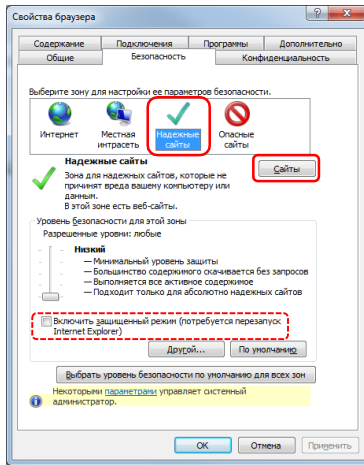 Свойства браузера
Содержание Подключения Программы Дополнительно
Общие Безопасность Конфиденциальность
Выберите зону для настройки ее параметров безопасности.
Интернет Местная интрасеть Надежные сайты Опасные сайты
Надежные сайты
Сайты
Зона для надежных сайтов, которые не
причинят вреда вашему компьютеру или
данным.
В этой зоне есть веб-сайты.
Уровень безопасности для этой зоны
Разрешенные уровни: любые
Низкий
— Минимальный уровень защиты
— Большинство содержимого скачивается без запросов
— Выполняется все активное содержимое
— Подходит только для абсолютно надежных сайтов
Включить защищенный режим (потребуется перезапуск
Internet Explorer)
Другой... По умолчанию
Выбрать уровень безопасности по умолчанию для всех зон
Некоторыми параметрами управляет системный
администратор.
OK Отмена Применить